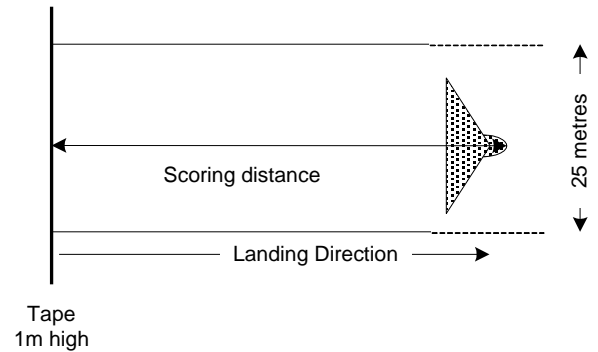 Scoring distance
25 metres
Landing Direction
Tape
1m high